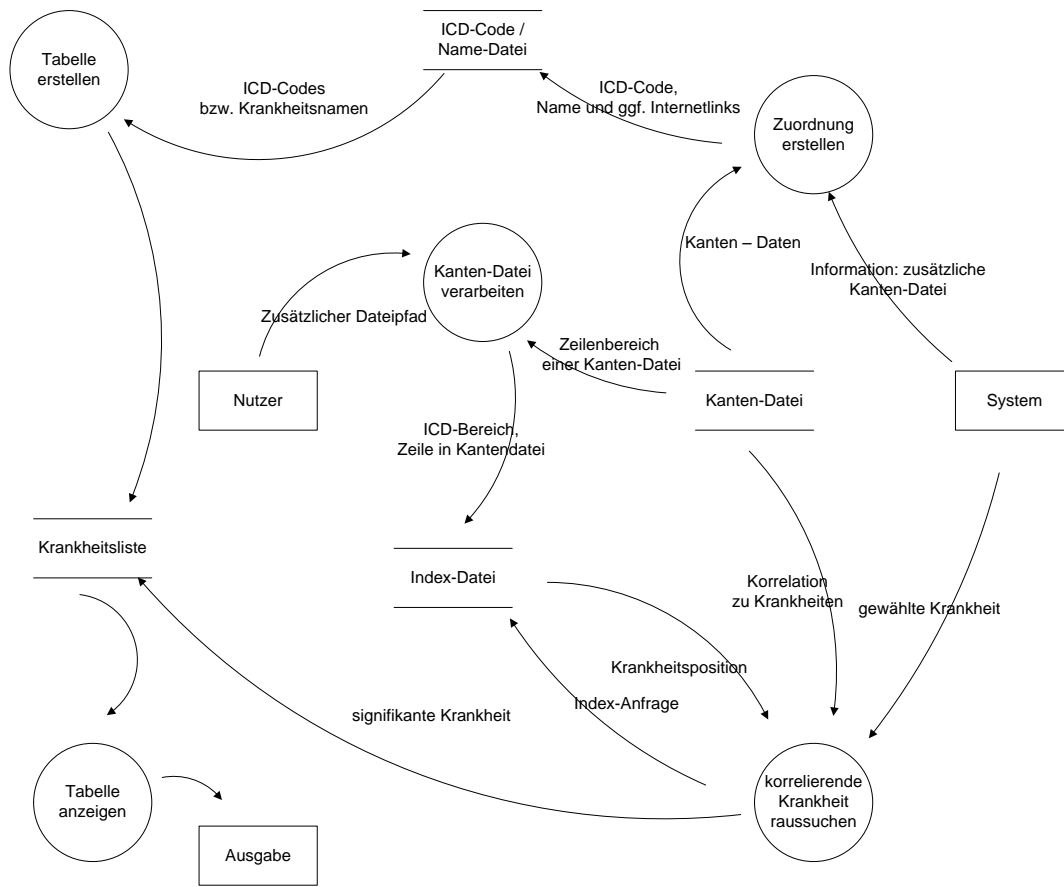 ICD-Code /
Name-Datei
Tabelle
erstellen
ICD-Codes
bzw. Krankheitsnamen
ICD-Code,
Name und ggf. Internetlinks
Zuordnung
erstellen
Kanten – Daten
Information: zusätzliche
Kanten-Datei
Kanten-Datei
verarbeiten
Zusätzlicher Dateipfad
Zeilenbereich
einer Kanten-Datei
Nutzer
Kanten-Datei
System
ICD-Bereich,
Zeile in Kantendatei
Krankheitsliste
Index-Datei
Korrelation
zu Krankheiten
gewählte Krankheit
Krankheitsposition
Index-Anfrage
signifikante Krankheit
Tabelle
anzeigen
korrelierende
Krankheit
raussuchen
Ausgabe